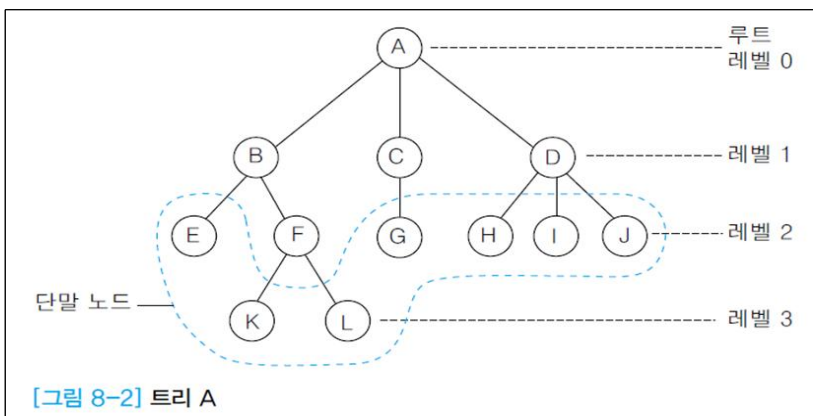 루트
A
레벨 0
B C D 레벨 1
E F G H I J 레벨 2
단말 노드
K L 레벨 3
[그림 8-2] 트리 A